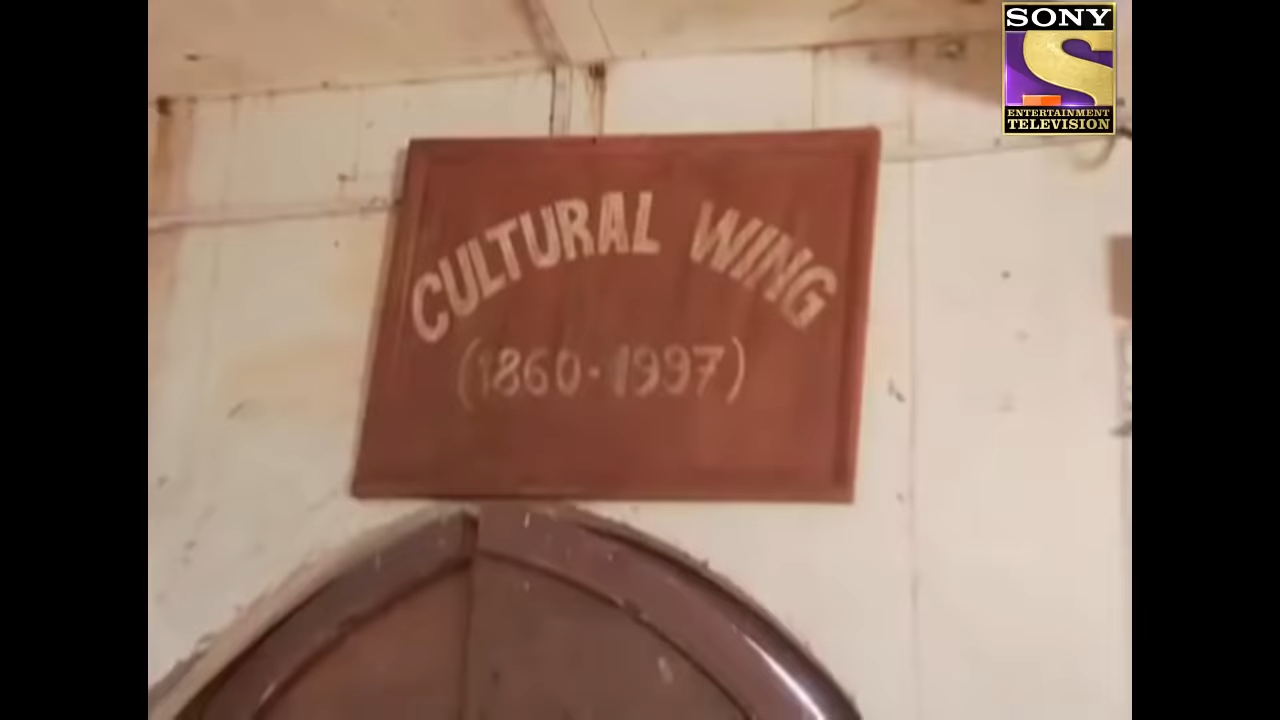 SONY
ENTERTAINMENT
TELEVISION
CULTURAL WING
(1860-1997)